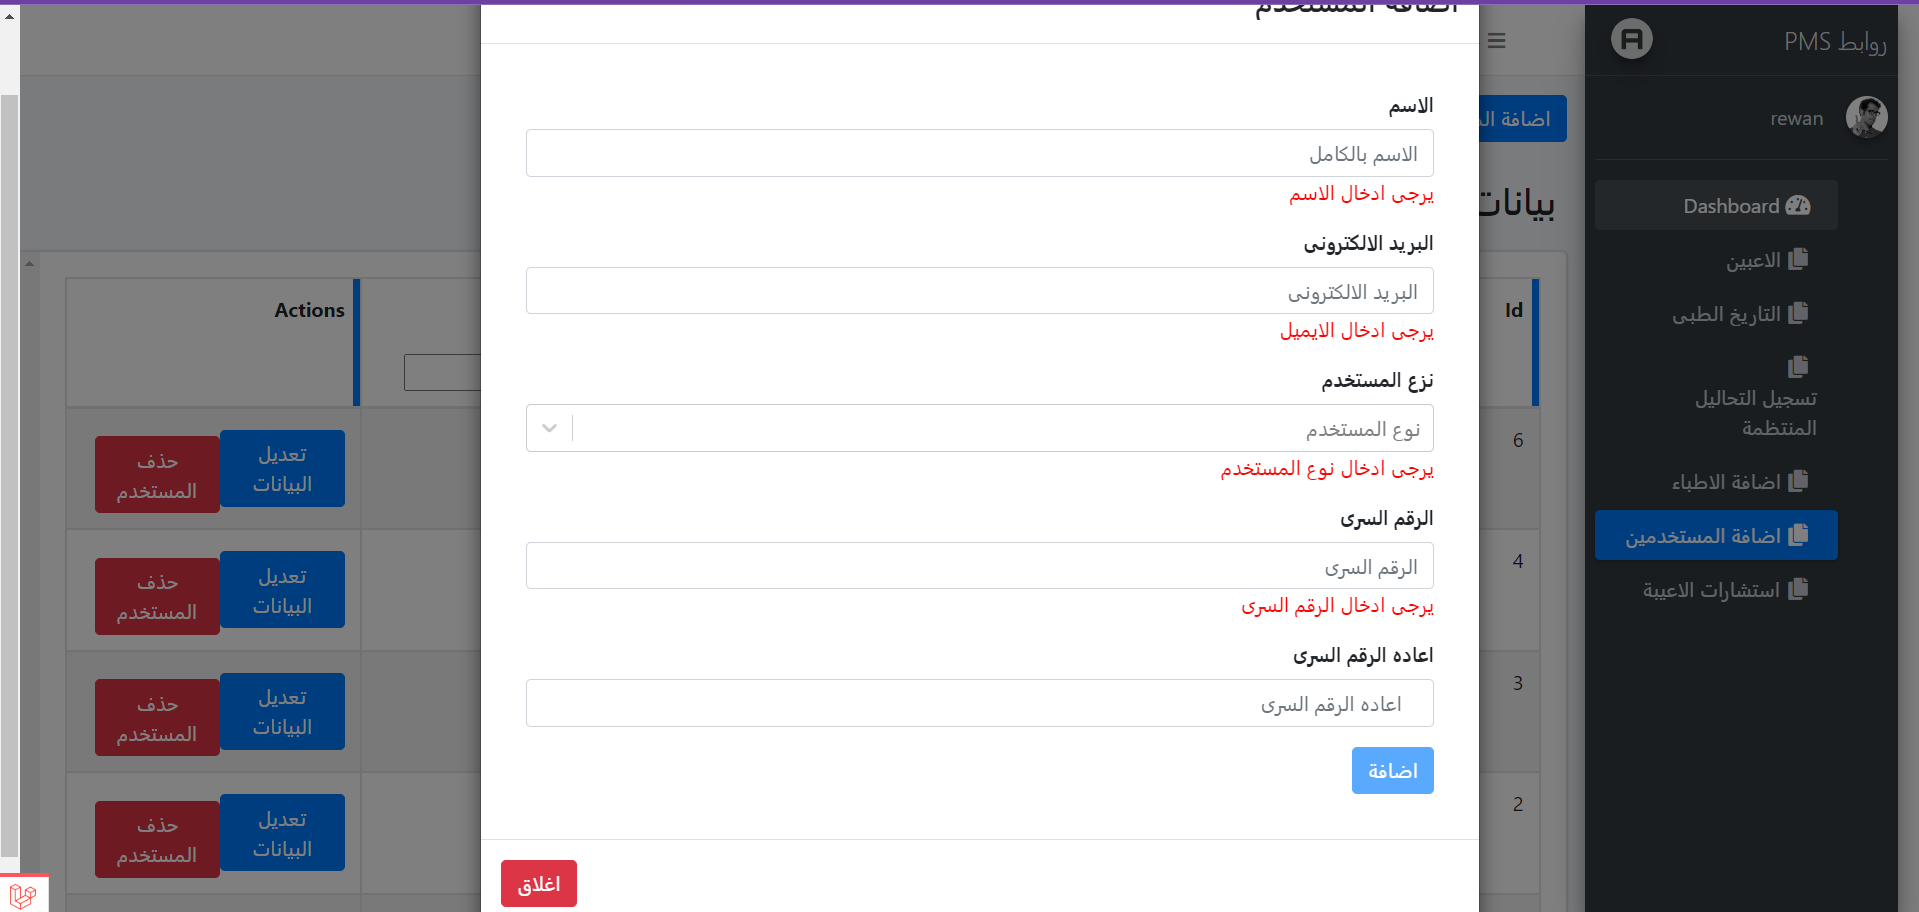 روابط PMS
rewan
Dashboard
الاعبين
التاريخ الطبى
تسجيل التحاليل
المنتظمة
اضافة الاطباء
اضافة المستخدمين
استشارات الاعيبة
اضافة
بيانات
اضافة المستخدم
الاسم
الاسم بالكامل
يرجى ادخال الاسم
البريد الالكترونى
البريد الالكترونى
يرجى ادخال الايميل
نزع المستخدم
نوع المستخدم
يرجى ادخال نوع المستخدم
الرقم السرى
الرقم السرى
يرجى ادخال الرقم السرى
اعاده الرقم السرى
اعاده الرقم السرى
اضافة
اغلاق
Id
Actions
6
تعديل
البيانات
حذف
المستخدم
4
تعديل
البيانات
حذف
المستخدم
3
تعديل
البيانات
حذف
المستخدم
2
تعديل
البيانات
حذف
المستخدم